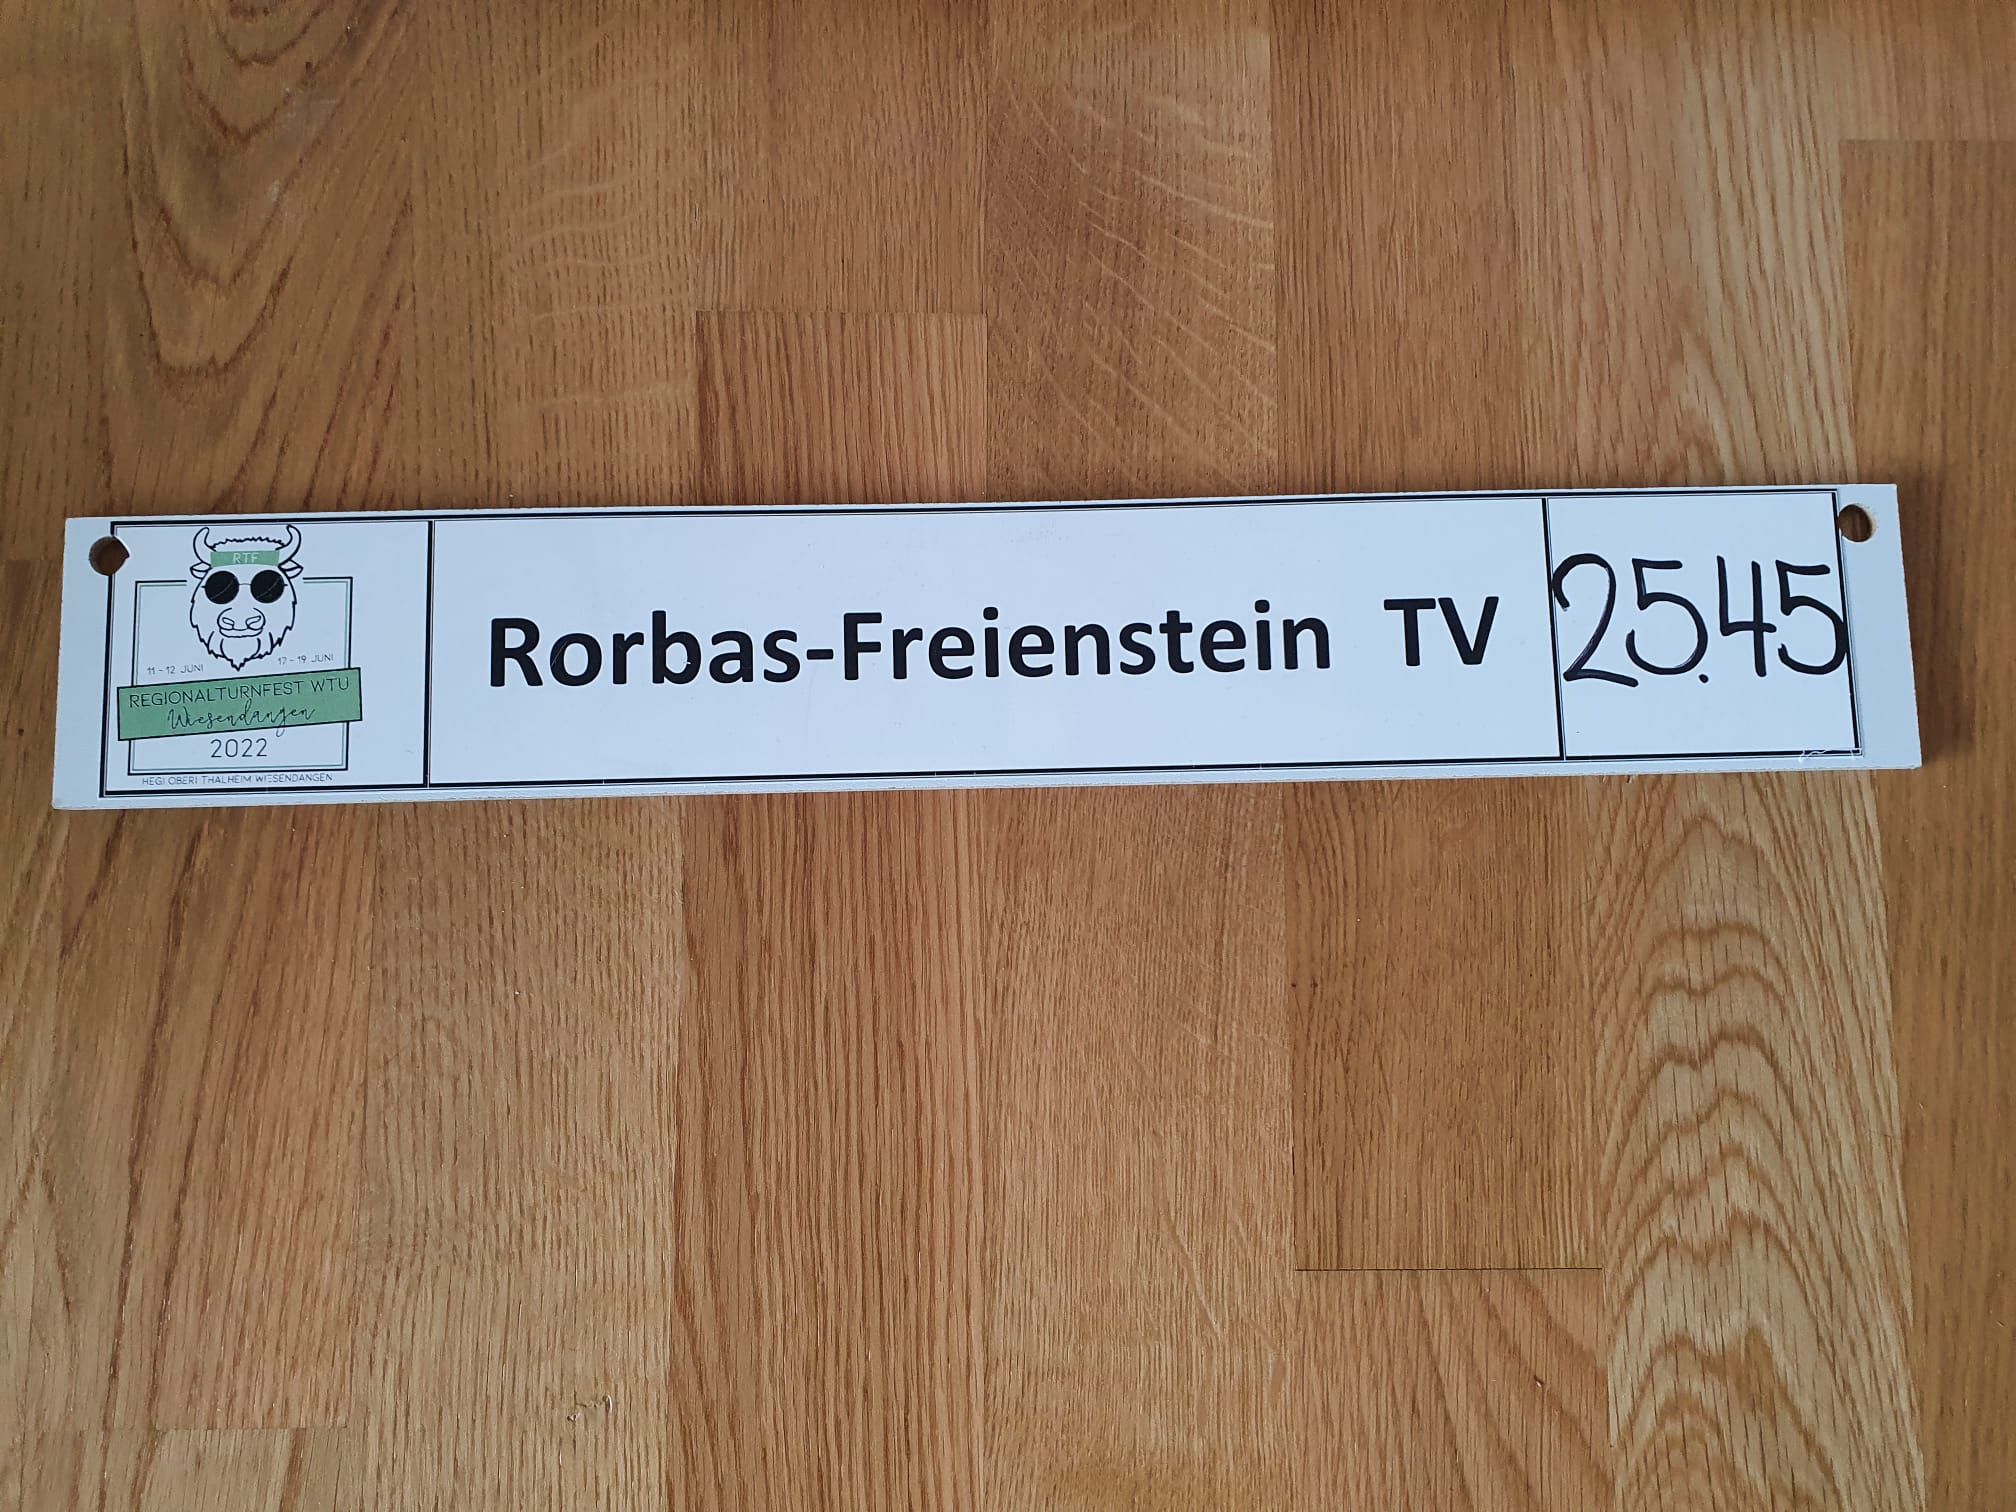 RTF
11 - 12 JUNI 17 - 19 JUNI
REGIONALTURNFEST WTU
Wiesendangen
2022
HEGI OBERI THALHEIM WIESENDANGEN
Rorbas-Freienstein TV
25.45